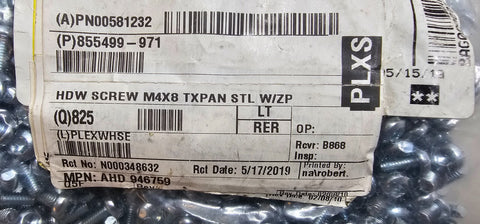 (A)PN00581232
(P)855499-971
PLXS
05/15/19
**
HDW SCREW M4X8 TXPAN STL W/ZP
(Q)825
LT
RER
OP:
(L)PLEXWHSE
Rcvr: B868
Insp:
Rct No: N000348632
Rct Date: 5/17/2019
Printed By:
na\robert.
MPN: AHD 946759